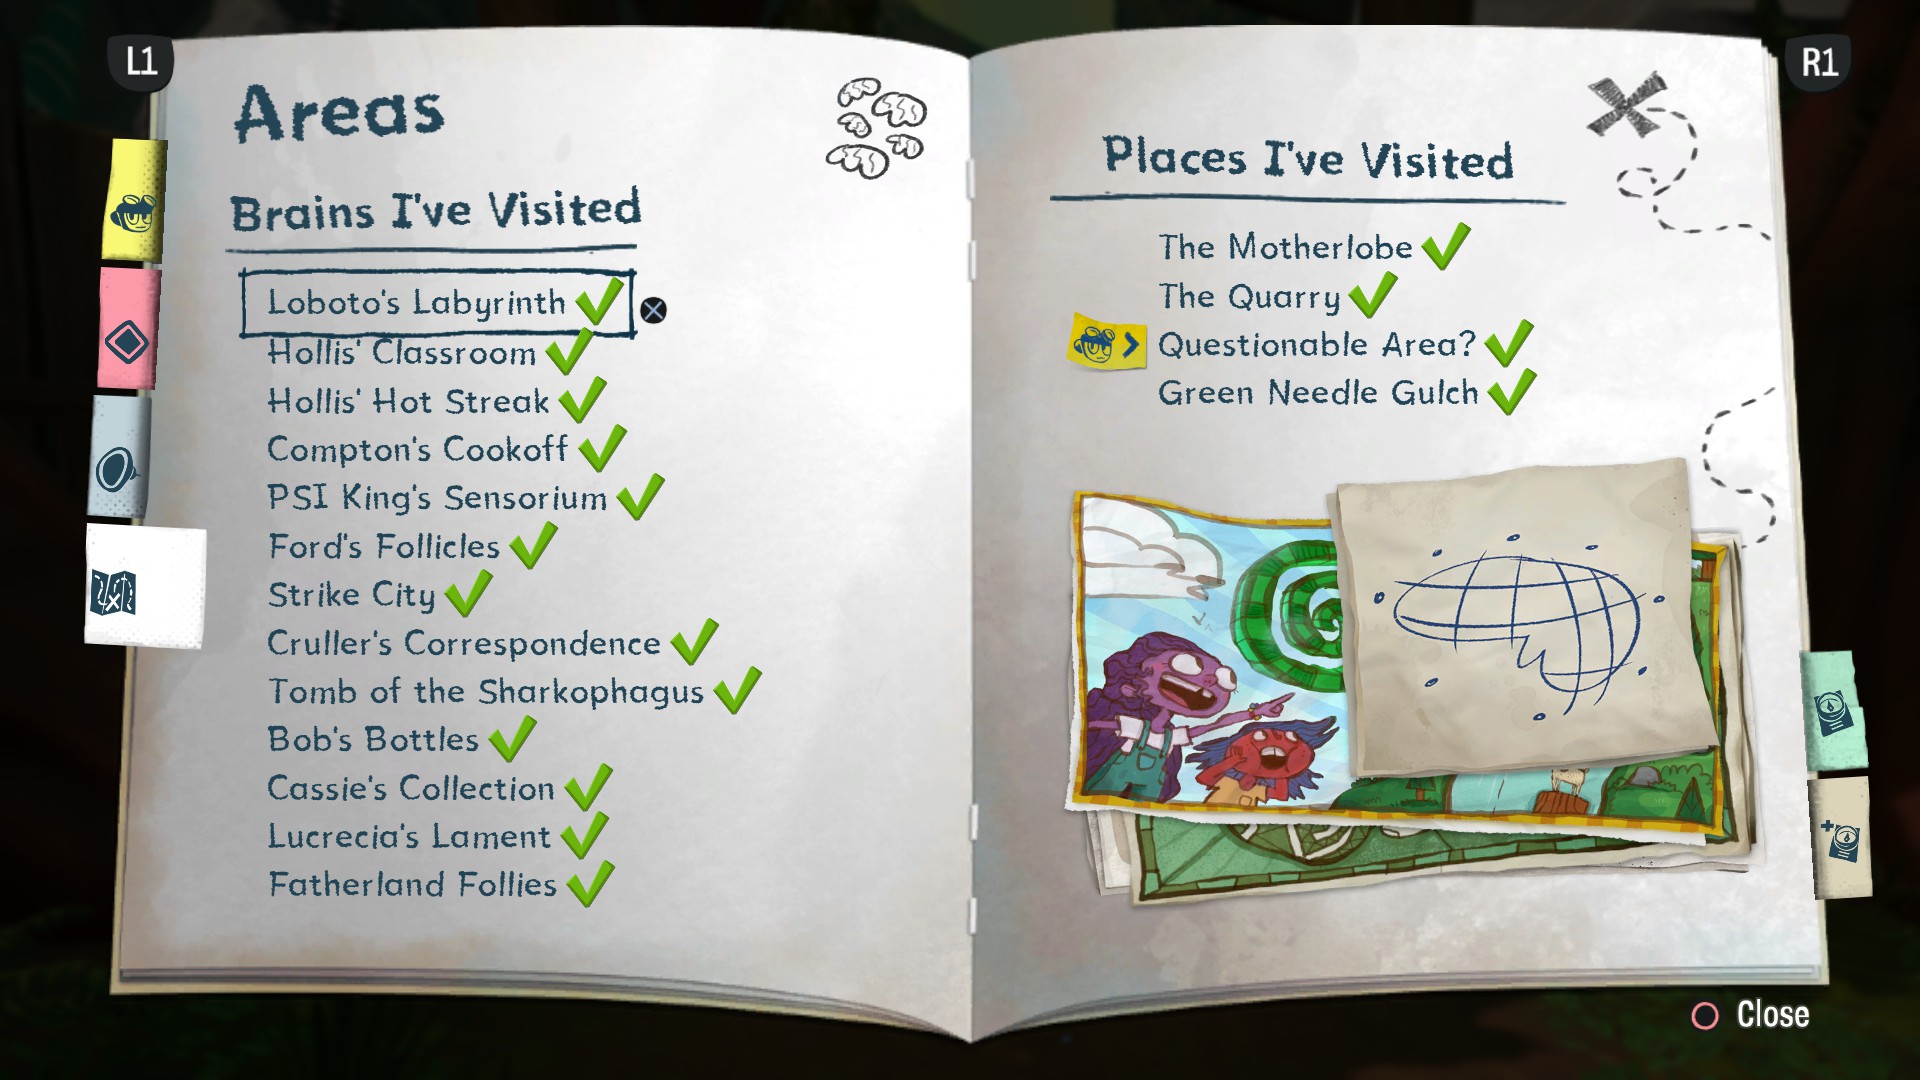 L1
R1
Areas
Brains I've Visited
Loboto's Labyrinth
Hollis' Classroom
Hollis' Hot Streak
Compton's Cookoff
PSI King's Sensorium
Ford's Follicles
Strike City
Cruller's Correspondence
Tomb of the Sharkophagus
Bob's Bottles
Cassie's Collection
Lucrecia's Lament
Fatherland Follies
Places I've Visited
The Motherlobe
The Quarry
Questionable Area?
Green Needle Gulch
Close